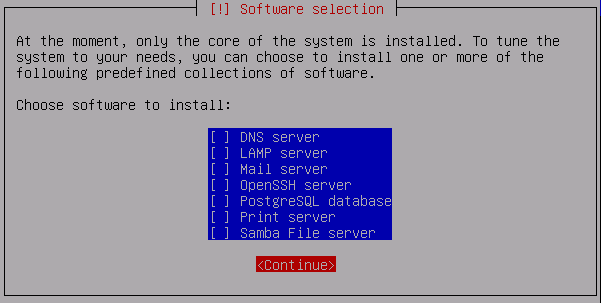 [!] Software selection
At the moment, only the core of the system is installed. To tune the
system to your needs, you can choose to install one or more of the
following predefined collections of software.
Choose software to install:
[ ] DNS server
[ ] LAMP server
[ ] Mail server
[ ] OpenSSH server
[ ] PostgreSQL database
[ ] Print server
[ ] Samba File server
<Continue>